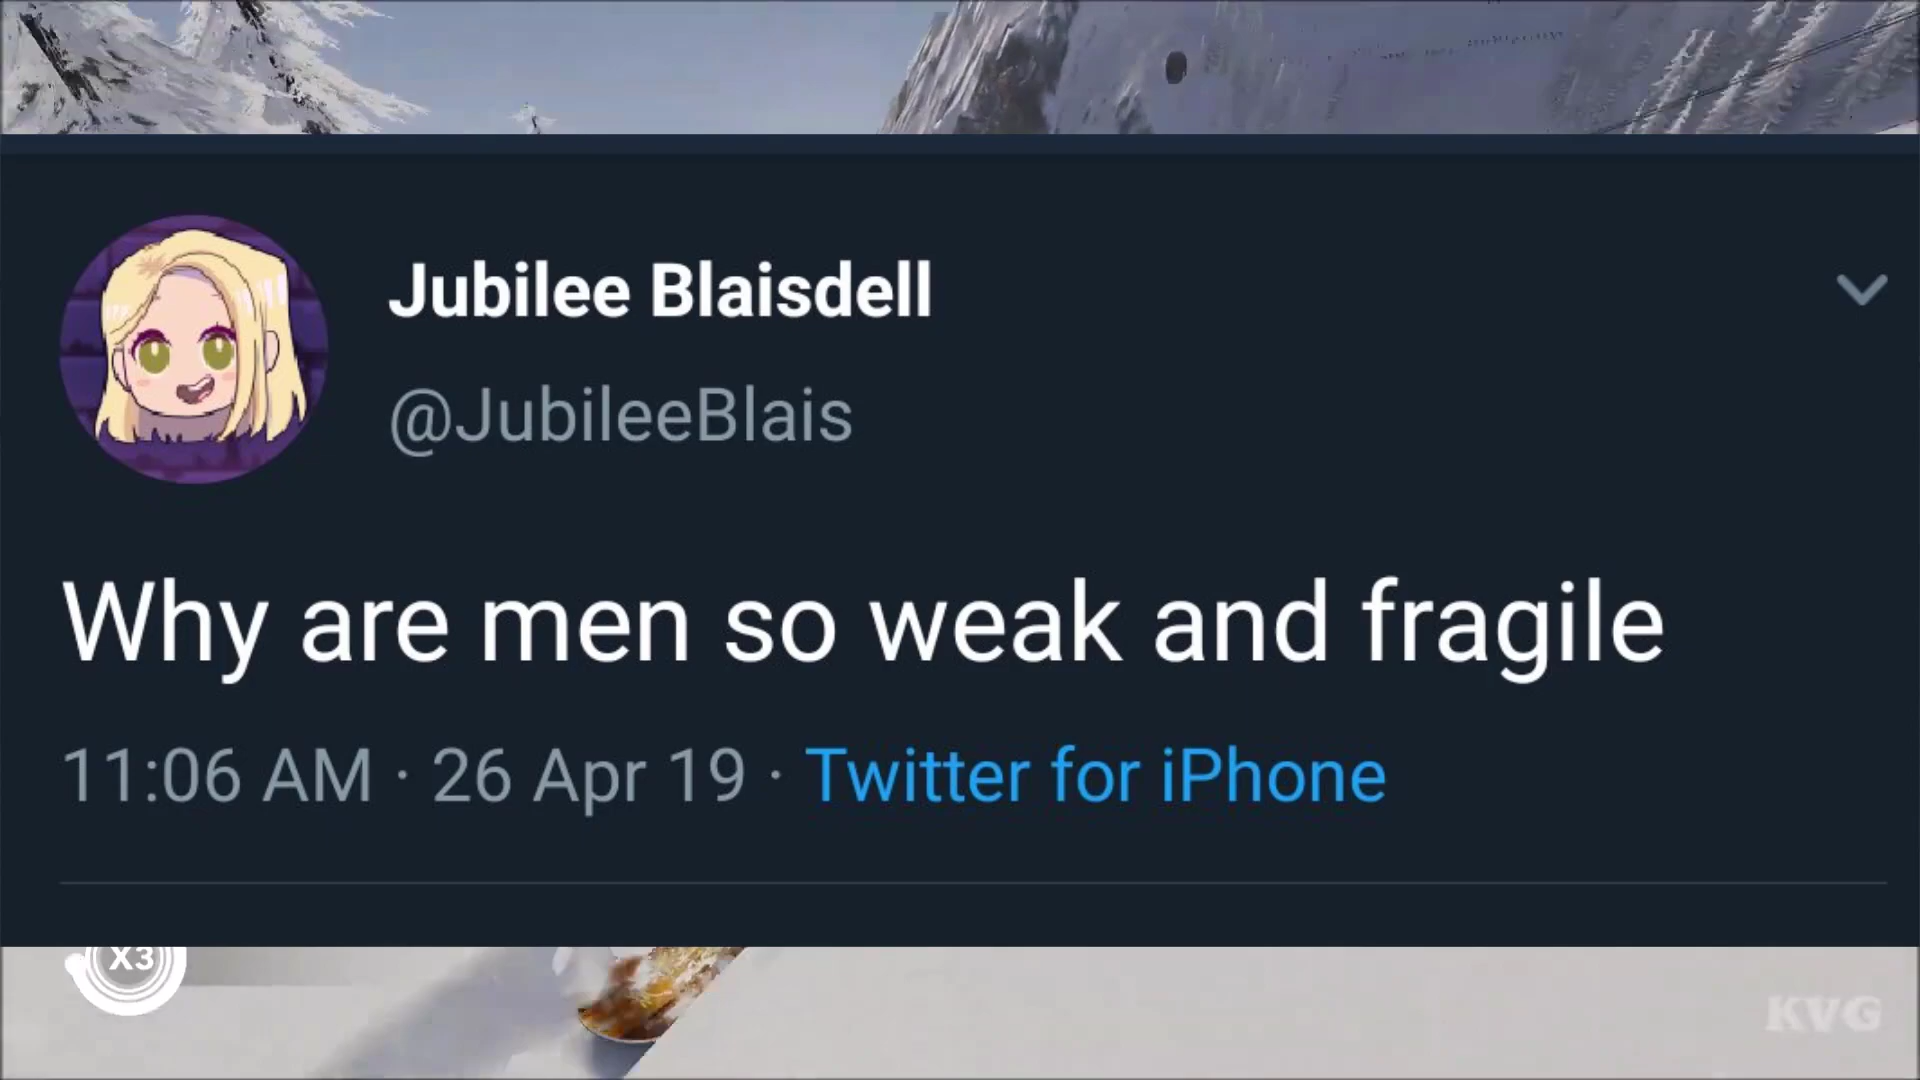 Jubilee Blaisdell
@JubileeBlais
Why are men so weak and fragile
11:06 AM · 26 Apr 19 · Twitter for iPhone
X3
KVG